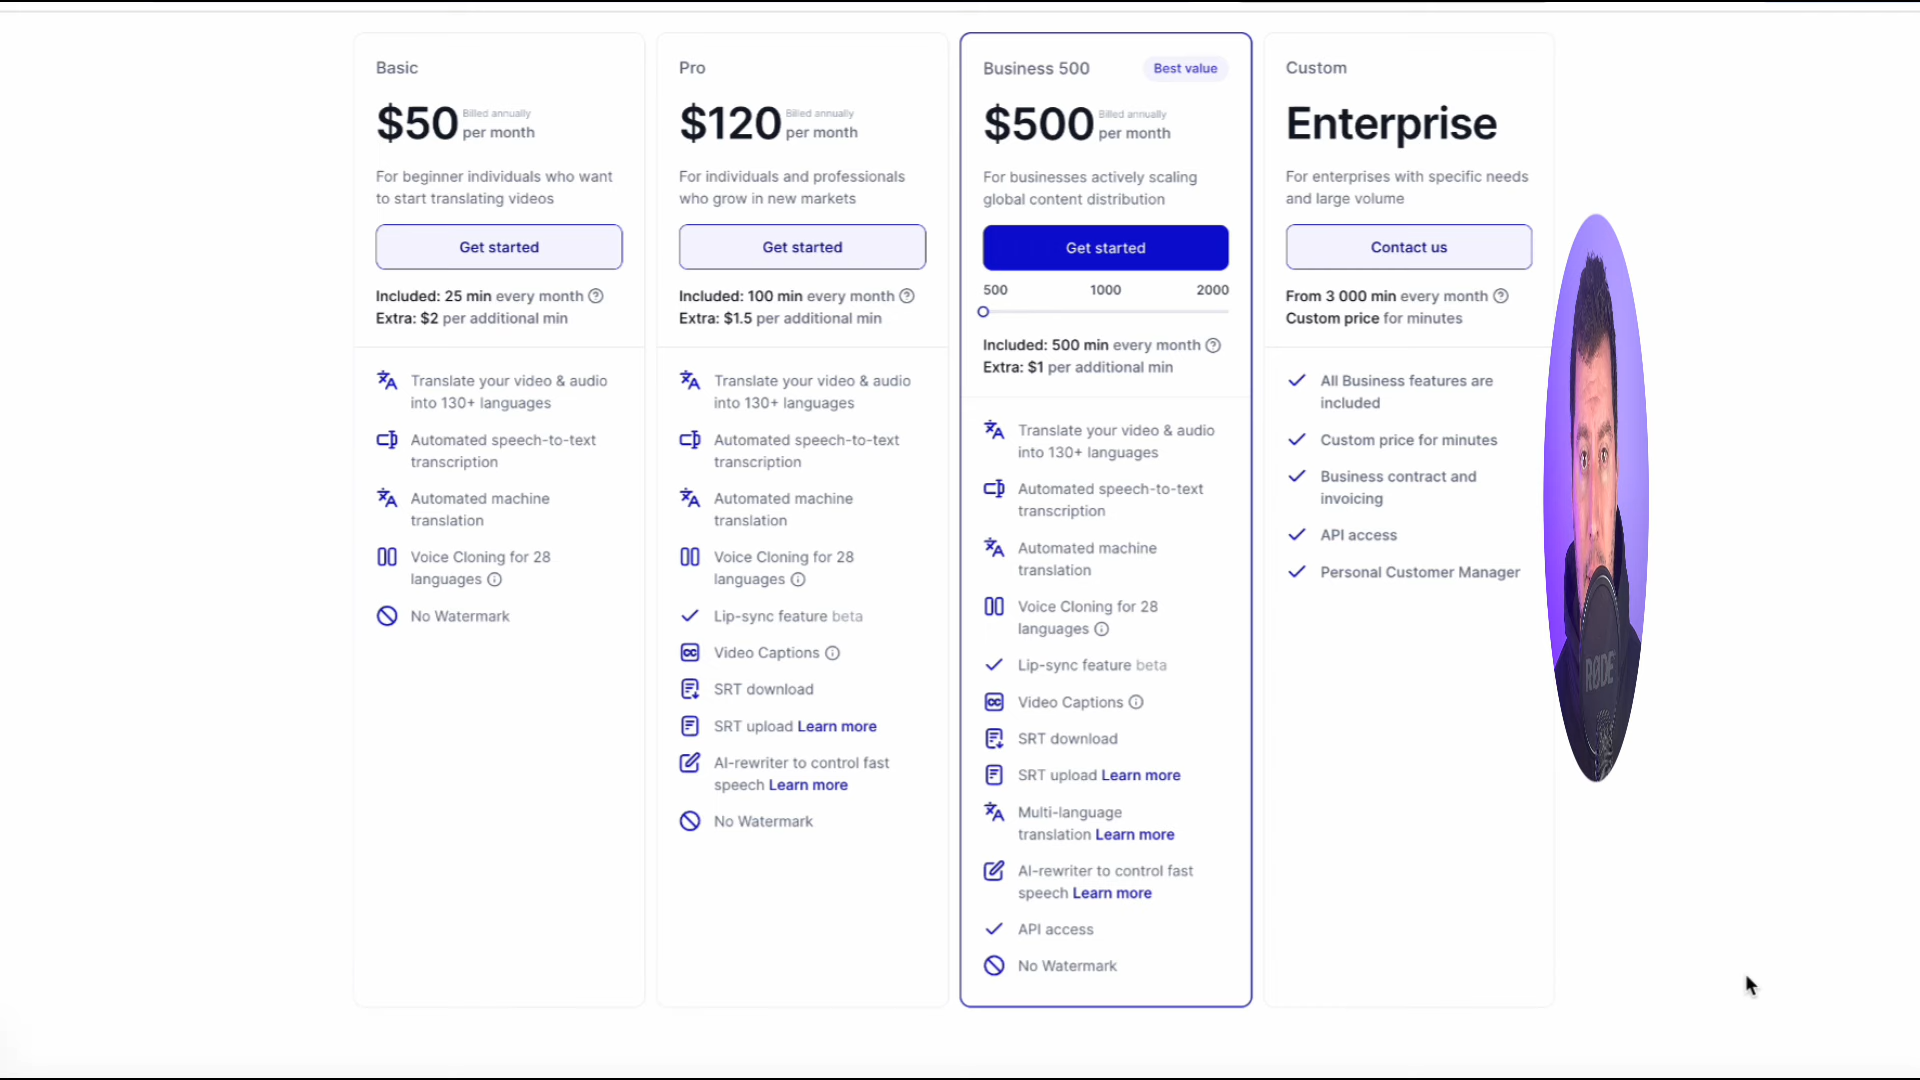 Basic
$50 Billed annually
per month
For beginner individuals who want
to start translating videos
Get started
Included: 25 min every month
Extra: $2 per additional min
Translate your video & audio
into 130+ languages
Automated speech-to-text
transcription
Automated machine
translation
Voice Cloning for 28
languages
No Watermark
Pro
$120 Billed annually
per month
For individuals and professionals
who grow in new markets
Get started
Included: 100 min every month
Extra: $1.5 per additional min
Translate your video & audio
into 130+ languages
Automated speech-to-text
transcription
Automated machine
translation
Voice Cloning for 28
languages
Lip-sync feature beta
Video Captions
SRT download
SRT upload Learn more
AI-rewriter to control fast
speech Learn more
No Watermark
Business 500 Best value
$500 Billed annually
per month
For businesses actively scaling
global content distribution
Get started
500 1000 2000
Included: 500 min every month
Extra: $1 per additional min
Translate your video & audio
into 130+ languages
Automated speech-to-text
transcription
Automated machine
translation
Voice Cloning for 28
languages
Lip-sync feature beta
Video Captions
SRT download
SRT upload Learn more
Multi-language
translation Learn more
AI-rewriter to control fast
speech Learn more
API access
No Watermark
Custom
Enterprise
For enterprises with specific needs
and large volume
Contact us
From 3 000 min every month
Custom price for minutes
All Business features are
included
Custom price for minutes
Business contract and
invoicing
API access
Personal Customer Manager
RØDE